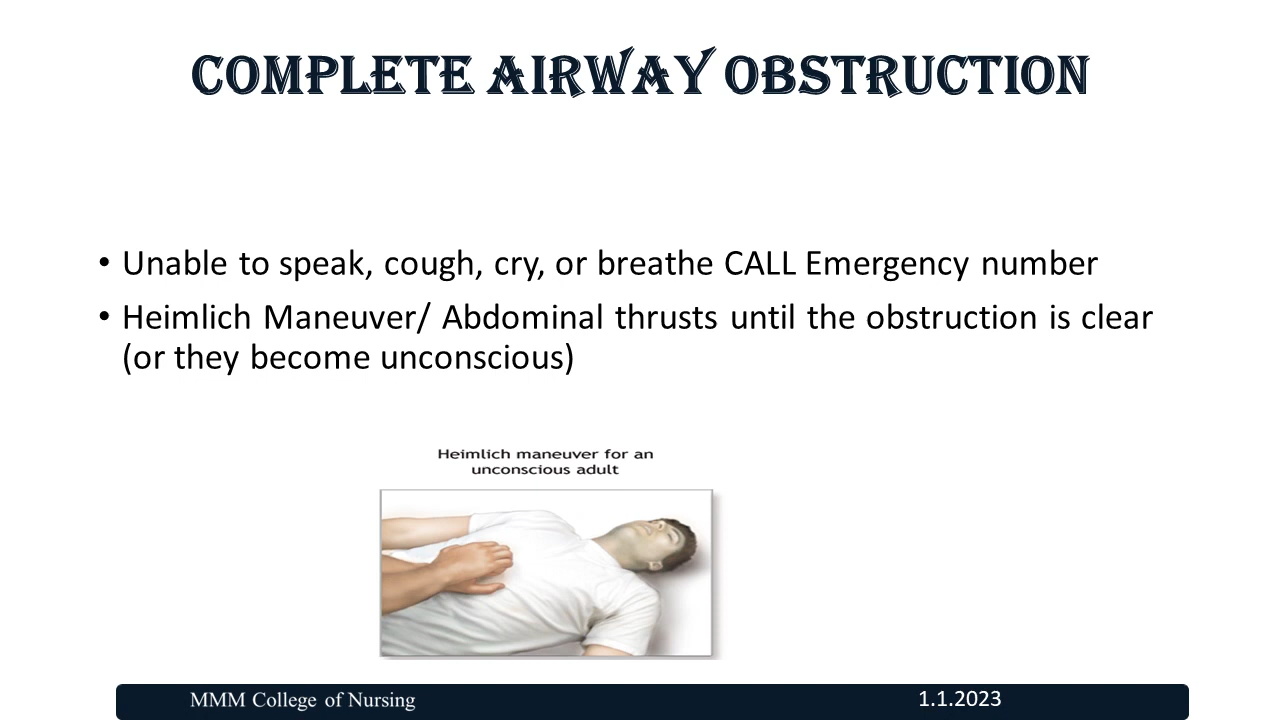 COMPLETE AIRWAY OBSTRUCTION
• Unable to speak, cough, cry, or breathe CALL Emergency number
• Heimlich Maneuver/ Abdominal thrusts until the obstruction is clear
(or they become unconscious)
Heimlich maneuver for an
unconscious adult
MMM College of Nursing 1.1.2023